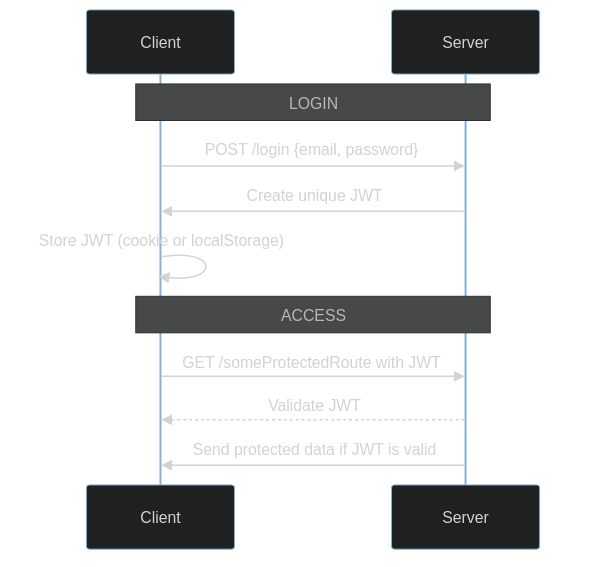 Client
Server
LOGIN
POST /login {email, password}
Create unique JWT
Store JWT (cookie or localStorage)
ACCESS
GET /someProtectedRoute with JWT
Validate JWT
Send protected data if JWT is valid
Client
Server